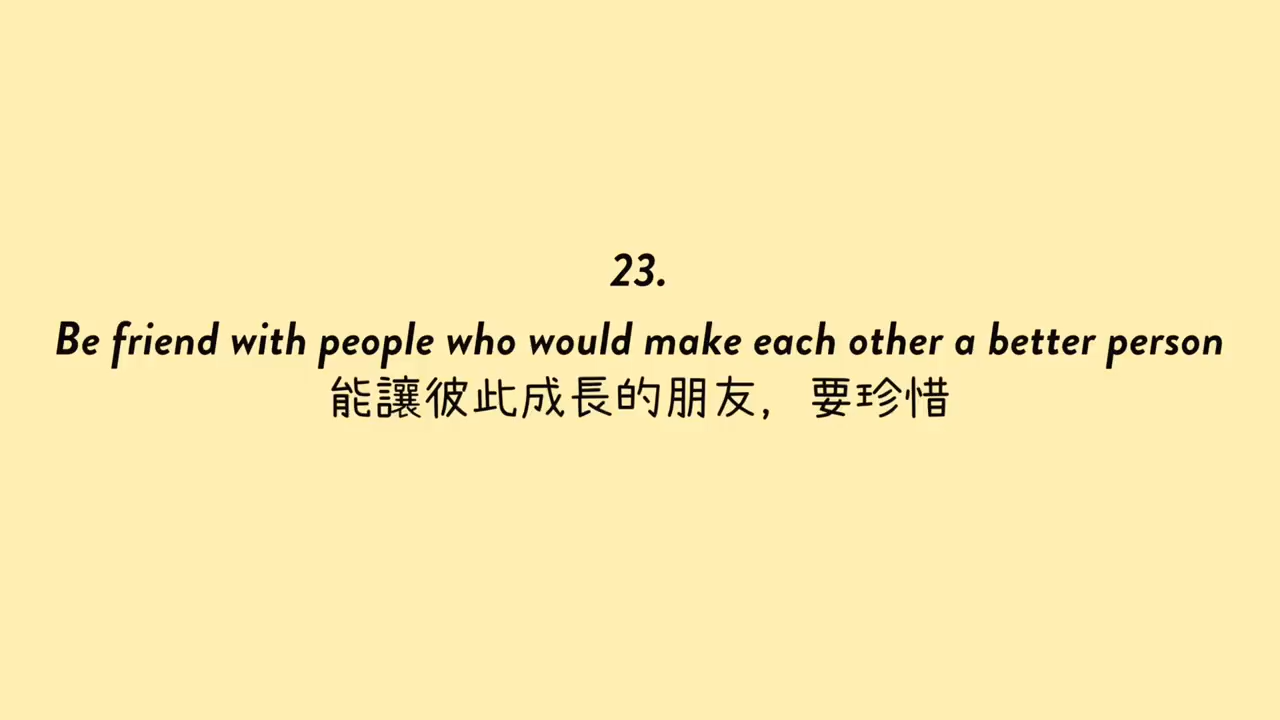 23.
Be friend with people who would make each other a better person
能讓彼此成長的朋友，要珍惜